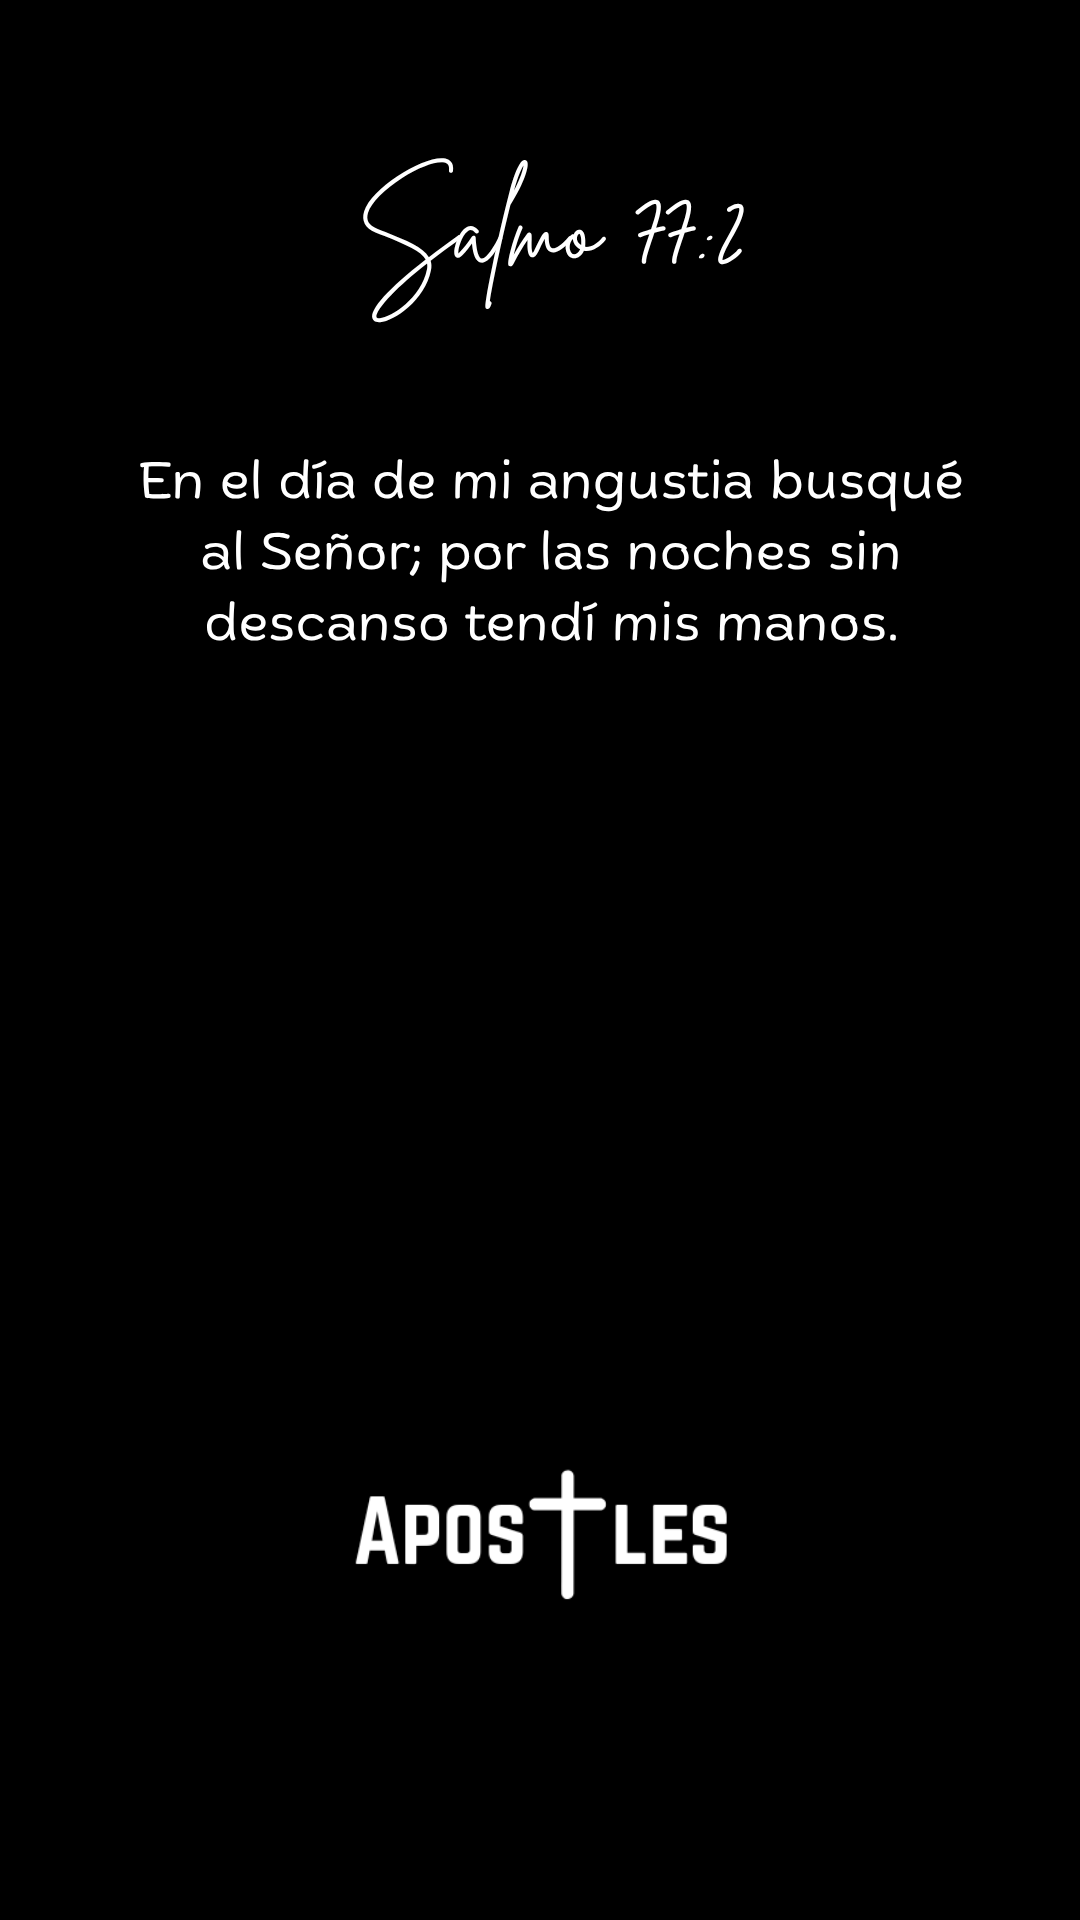 Salmo 77:2
En el día de mi angustia busqué
al Señor; por las noches sin
descanso tendí mis manos.
APOSTLES